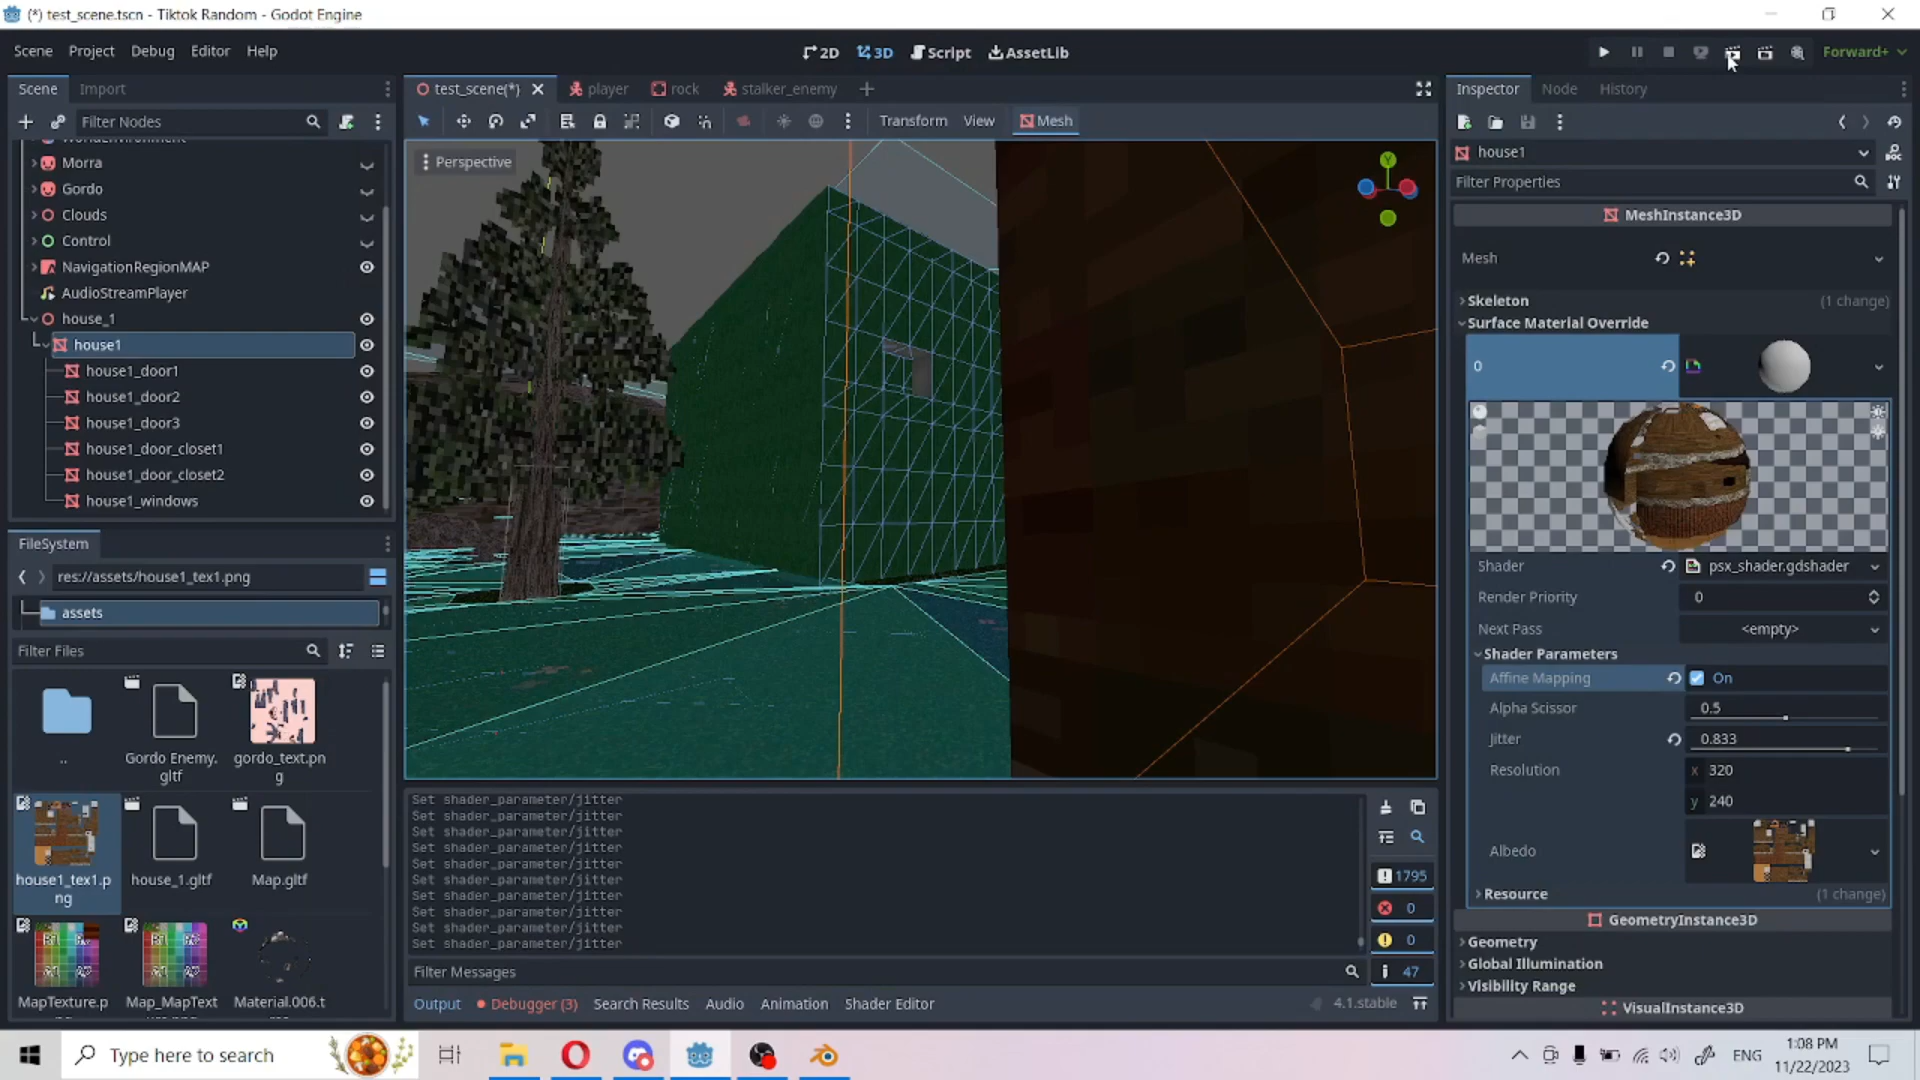 (*) test_scene.tscn - Tiktok Random - Godot Engine
Scene Project Debug Editor Help
2D 3D Script AssetLib
Forward+
Scene Import
test_scene(*) player rock stalker_enemy
Inspector Node History
Filter Nodes
Transform View Mesh
Morra
Gordo
Clouds
Control
NavigationRegionMAP
AudioStreamPlayer
house_1
house1
house1_door1
house1_door2
house1_door3
house1_door_closet1
house1_door_closet2
house1_windows
Perspective
Y
house1
Filter Properties
MeshInstance3D
Mesh
Skeleton (1 change)
Surface Material Override
0
Shader psx_shader.gdshader
Render Priority 0
Next Pass <empty>
Shader Parameters
Affine Mapping On
Alpha Scissor 0.5
Jitter 0.833
Resolution x 320
y 240
Albedo
Resource (1 change)
GeometryInstance3D
Geometry
Global Illumination
Visibility Range
VisualInstance3D
FileSystem
res://assets/house1_tex1.png
assets
Filter Files
..
Gordo Enemy.
gltf
gordo_text.pn
g
house1_tex1.p
ng
house_1.gltf
Map.gltf
MapTexture.p
Map_MapText
Material.006.t
Set shader_parameter/jitter
Set shader_parameter/jitter
Set shader_parameter/jitter
Set shader_parameter/jitter
Set shader_parameter/jitter
Set shader_parameter/jitter
Set shader_parameter/jitter
Set shader_parameter/jitter
Set shader_parameter/jitter
Set shader_parameter/jitter
1795
0
0
47
Filter Messages
Output Debugger (3) Search Results Audio Animation Shader Editor
4.1.stable
Type here to search
ENG
1:08 PM
11/22/2023